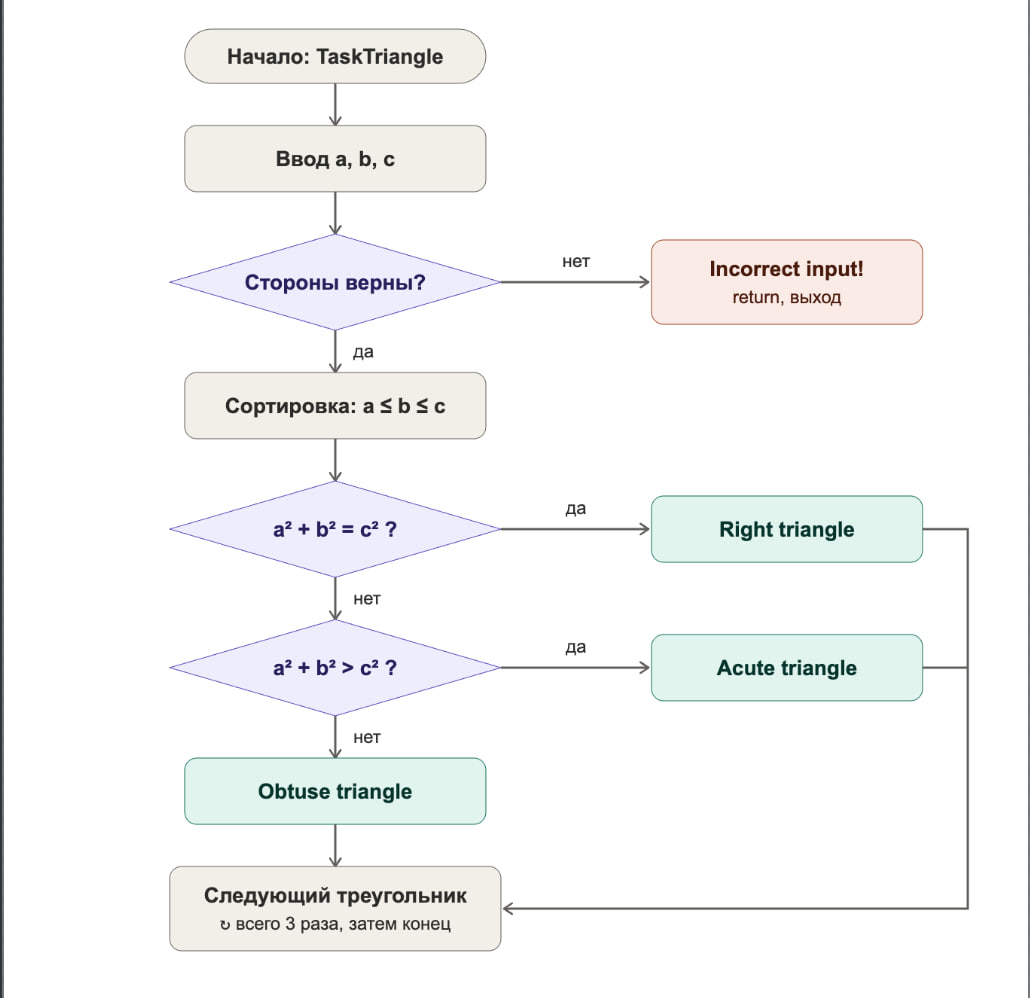 Начало: TaskTriangle
Ввод a, b, c
Стороны верны?
нет
Incorrect input!
return, выход
да
Сортировка: a ≤ b ≤ c
a² + b² = c² ?
да
Right triangle
нет
a² + b² > c² ?
да
Acute triangle
нет
Obtuse triangle
Следующий треугольник
↻ всего 3 раза, затем конец